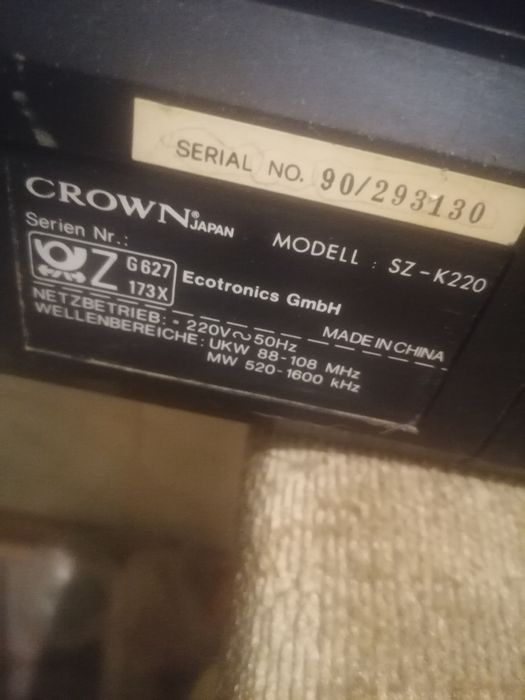 SERIAL NO. 90/293130
CROWN® JAPAN
MODELL : SZ-K220
Serien Nr.:
Z G627 173X
Ecotronics GmbH
MADE IN CHINA
NETZBETRIEB: ~ 220V~50Hz
WELLENBEREICHE: UKW 88-108 MHz
MW 520-1600 kHz